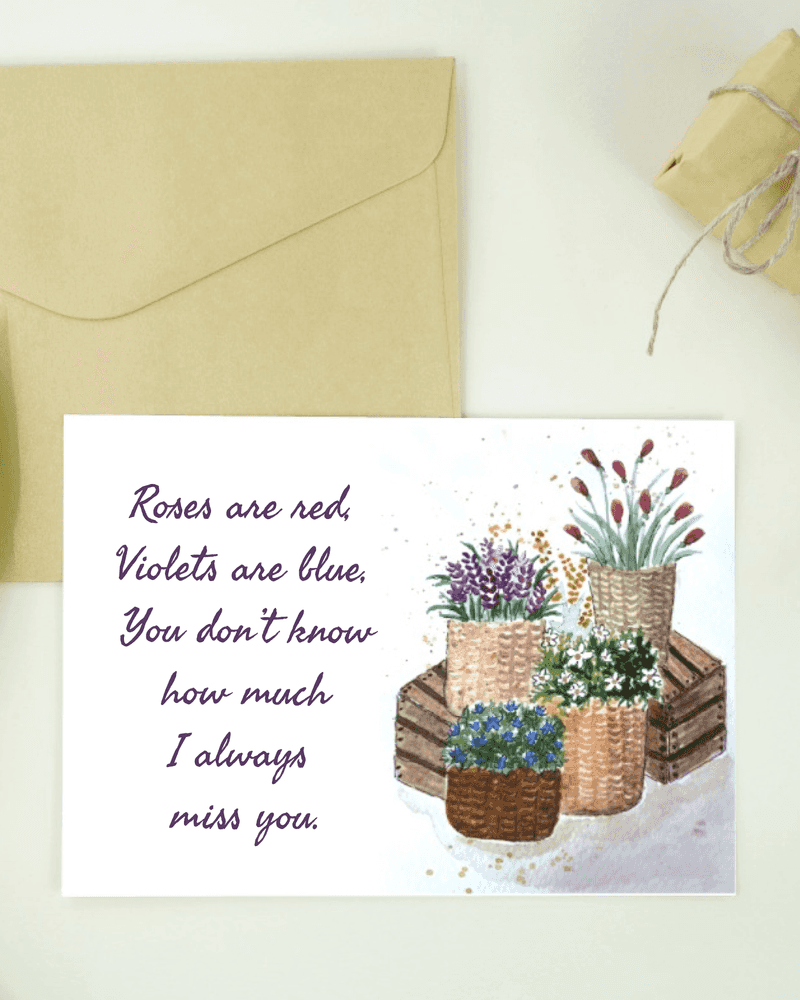 Roses are red,
Violets are blue,
You don't know
how much
I always
miss you.